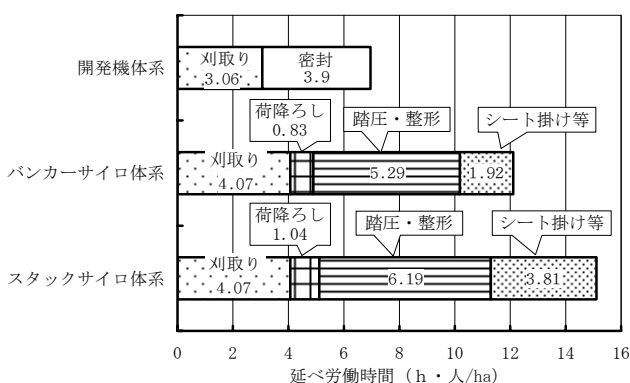 開発機体系
刈取り
3.06
密封
3.9
荷降ろし
0.83
踏圧・整形
シート掛け等
バンカーサイロ体系
刈取り
4.07
5.29
1.92
荷降ろし
1.04
踏圧・整形
シート掛け等
スタックサイロ体系
刈取り
4.07
6.19
3.81
0 2 4 6 8 10 12 14 16
延べ労働時間（h・人/ha)